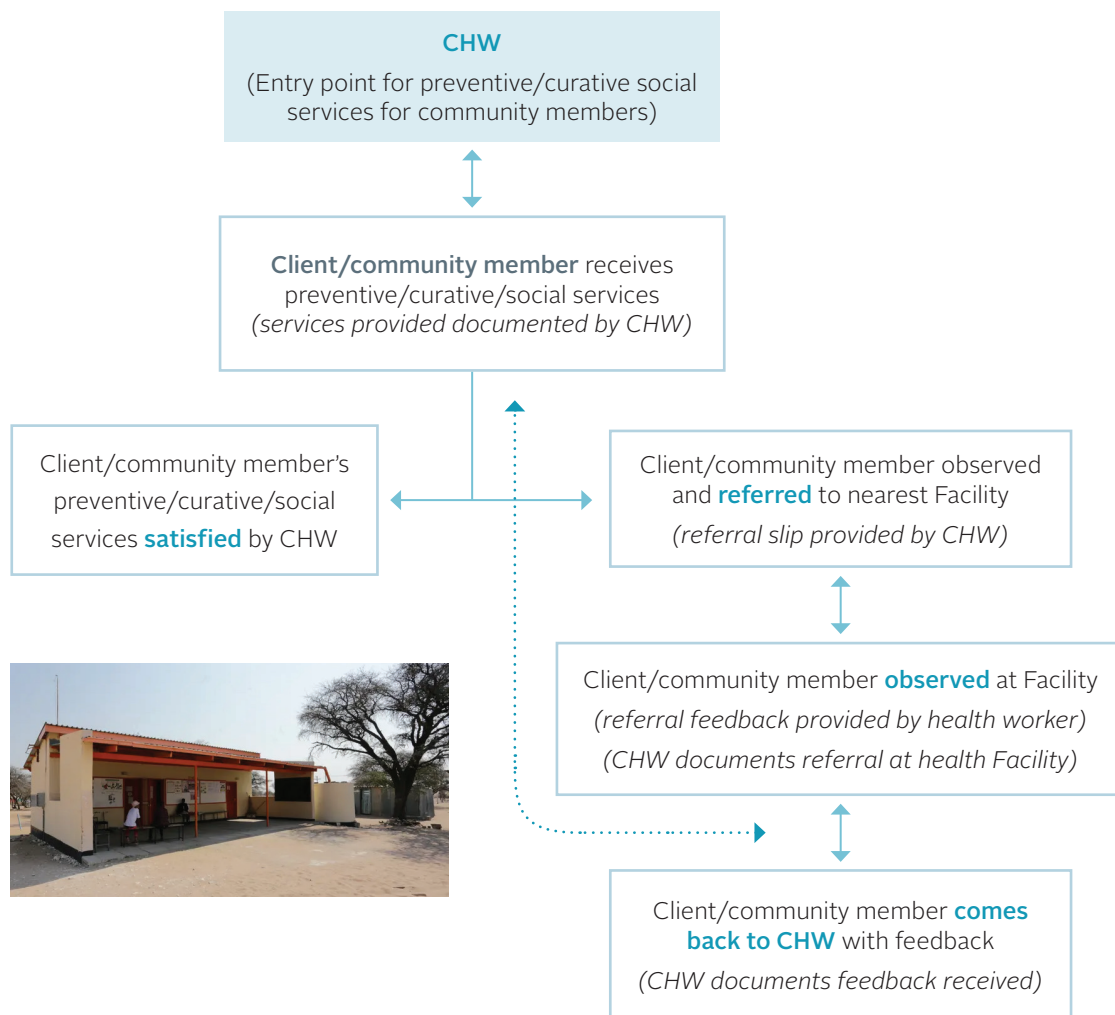 CHW
(Entry point for preventive/curative social
services for community members)
Client/community member receives
preventive/curative/social services
(services provided documented by CHW)
Client/community member's
preventive/curative/social
services satisfied by CHW
Client/community member observed
and referred to nearest Facility
(referral slip provided by CHW)
Client/community member observed at Facility
(referral feedback provided by health worker)
(CHW documents referral at health Facility)
Client/community member comes
back to CHW with feedback
(CHW documents feedback received)